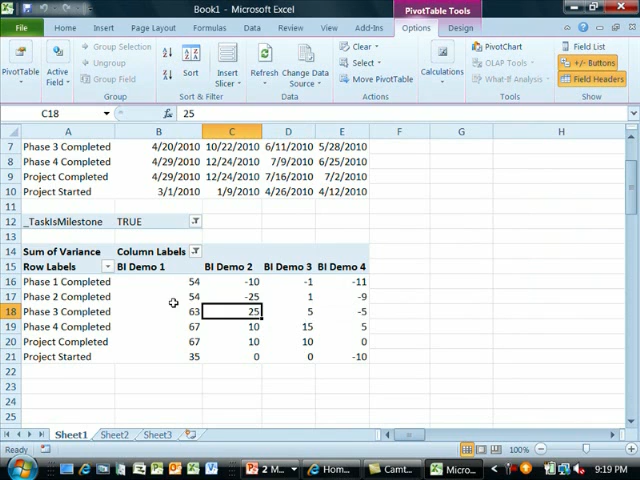 Book1 - Microsoft Excel
PivotTable Tools
File
Home
Insert
Page Layout
Formulas
Data
Review
View
Add-Ins
Options
Design
PivotTable
Active Field
Group Selection
Ungroup
Group Field
Group
Sort
Insert Slicer
Sort & Filter
Refresh
Change Data Source
Data
Clear
Select
Move PivotTable
Actions
Calculations
PivotChart
OLAP Tools
What-If Analysis
Tools
Field List
+/- Buttons
Field Headers
Show
C18 fx 25
A B C D E F G H
7 Phase 3 Completed 4/20/2010 10/22/2010 6/11/2010 5/28/2010
8 Phase 4 Completed 4/29/2010 12/24/2010 7/9/2010 6/25/2010
9 Project Completed 4/29/2010 12/24/2010 7/16/2010 7/2/2010
10 Project Started 3/1/2010 1/9/2010 4/26/2010 4/12/2010
11
12 _TaskIsMilestone TRUE
13
14 Sum of Variance Column Labels
15 Row Labels BI Demo 1 BI Demo 2 BI Demo 3 BI Demo 4
16 Phase 1 Completed 54 -10 -1 -11
17 Phase 2 Completed 54 -25 1 -9
18 Phase 3 Completed 63 25 5 -5
19 Phase 4 Completed 67 10 15 5
20 Project Completed 67 10 10 0
21 Project Started 35 0 0 -10
22
23
24
25
Sheet1 Sheet2 Sheet3
Ready 100%
2 M... Hom... Camt... Micro... 9:19 PM